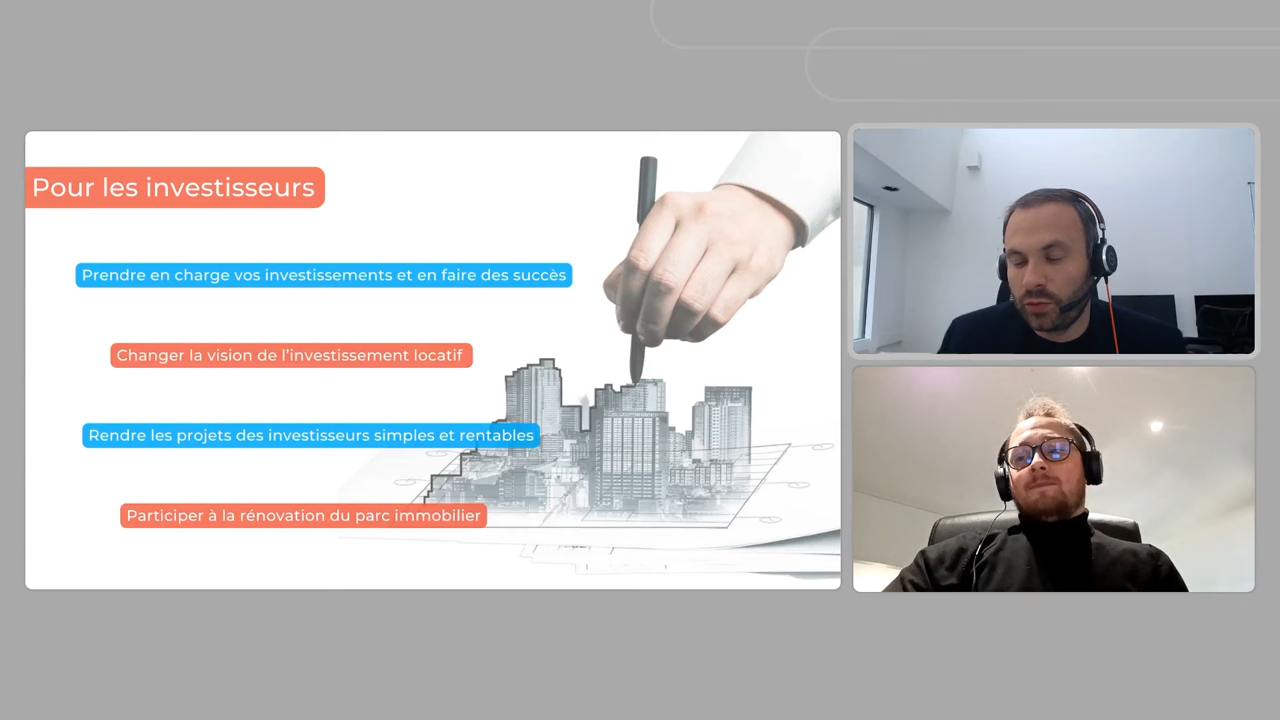 Pour les investisseurs
Prendre en charge vos investissements et en faire des succès
Changer la vision de l'investissement locatif
Rendre les projets des investisseurs simples et rentables
Participer à la rénovation du parc immobilier